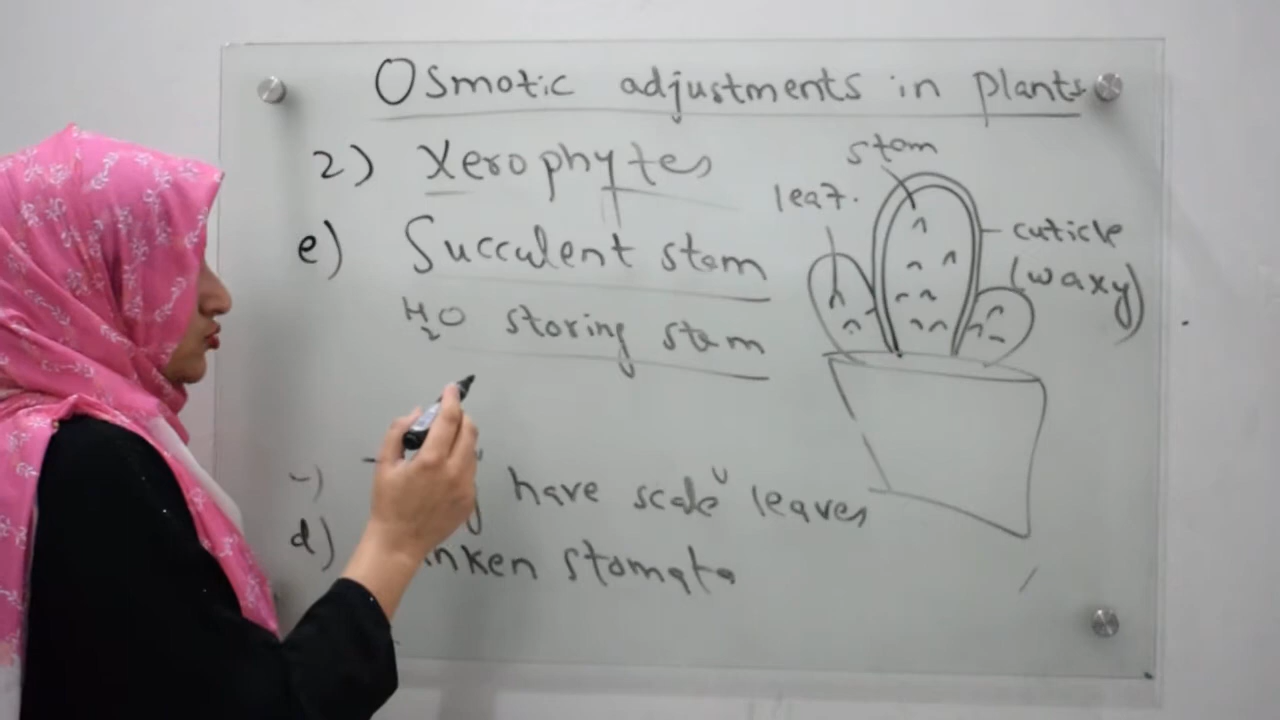 Osmotic adjustments in plants
2) Xerophytes
e) Succulent stem
H2O storing stem
have scale leaves
d) stomata
stem
leaf.
cuticle
(waxy)